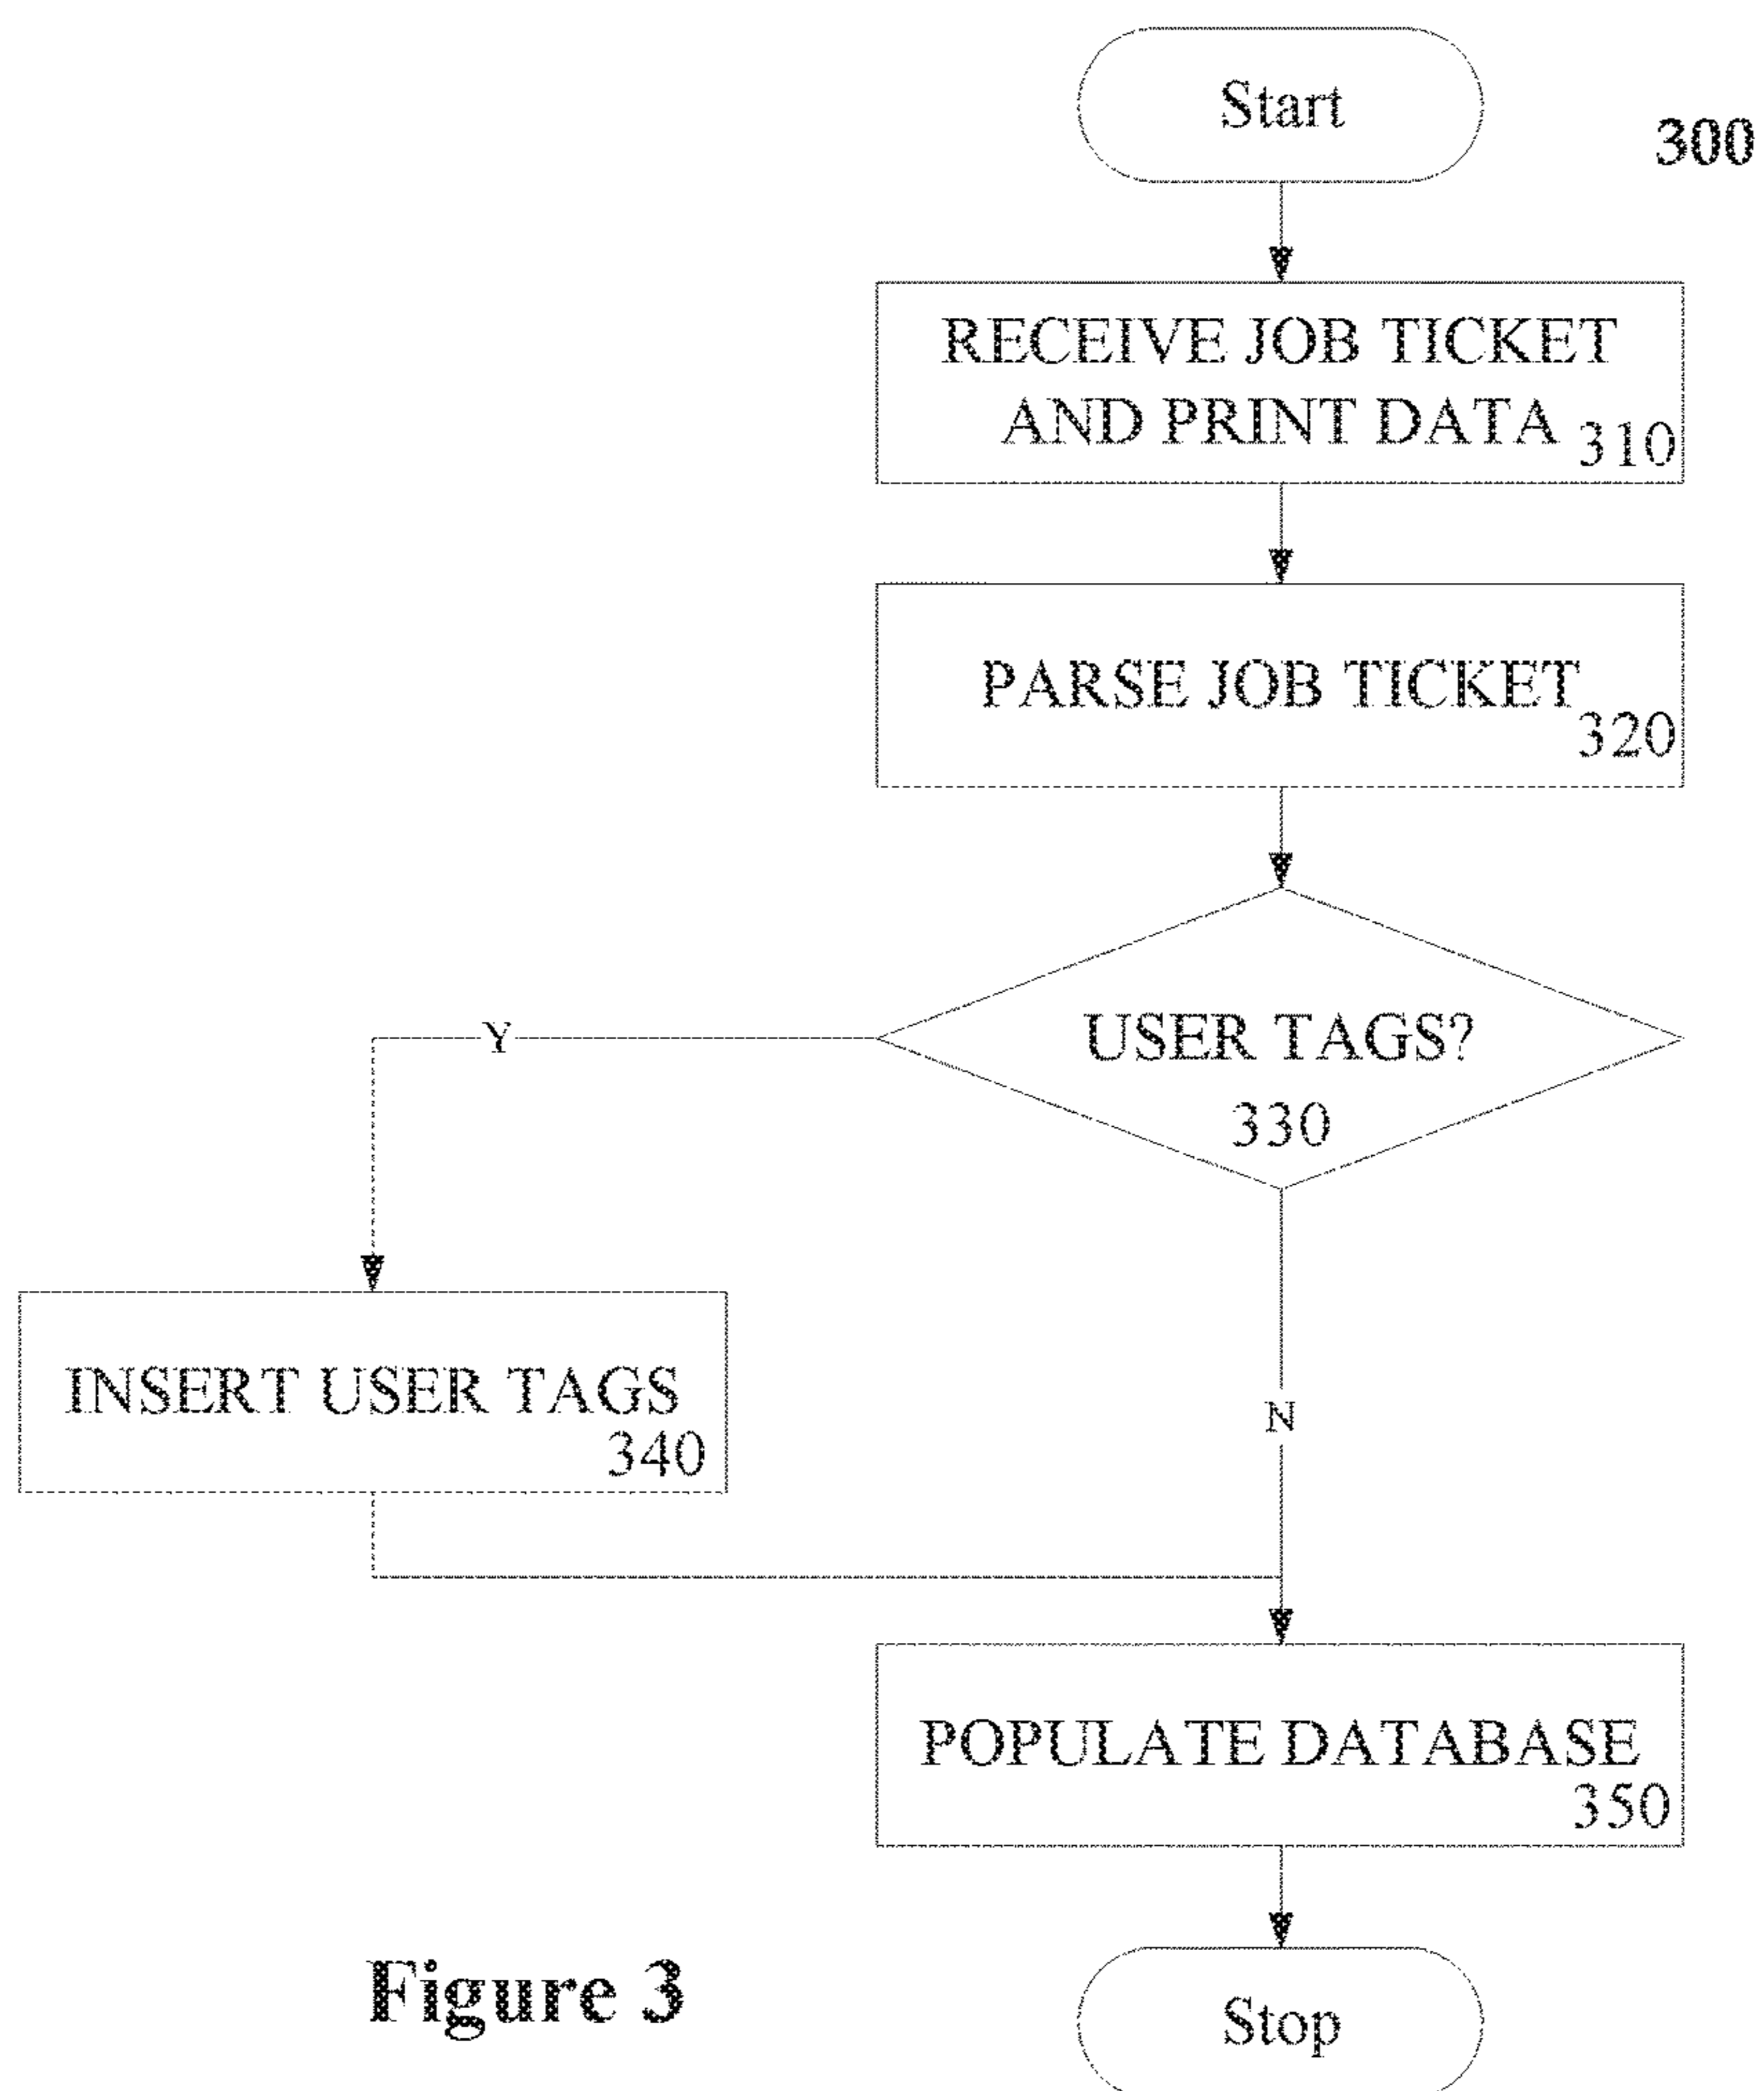 Start
300
RECEIVE JOB TICKET
AND PRINT DATA
310
PARSE JOB TICKET
320
USER TAGS?
330
Y
INSERT USER TAGS
340
N
POPULATE DATABASE
350
Stop
Figure 3